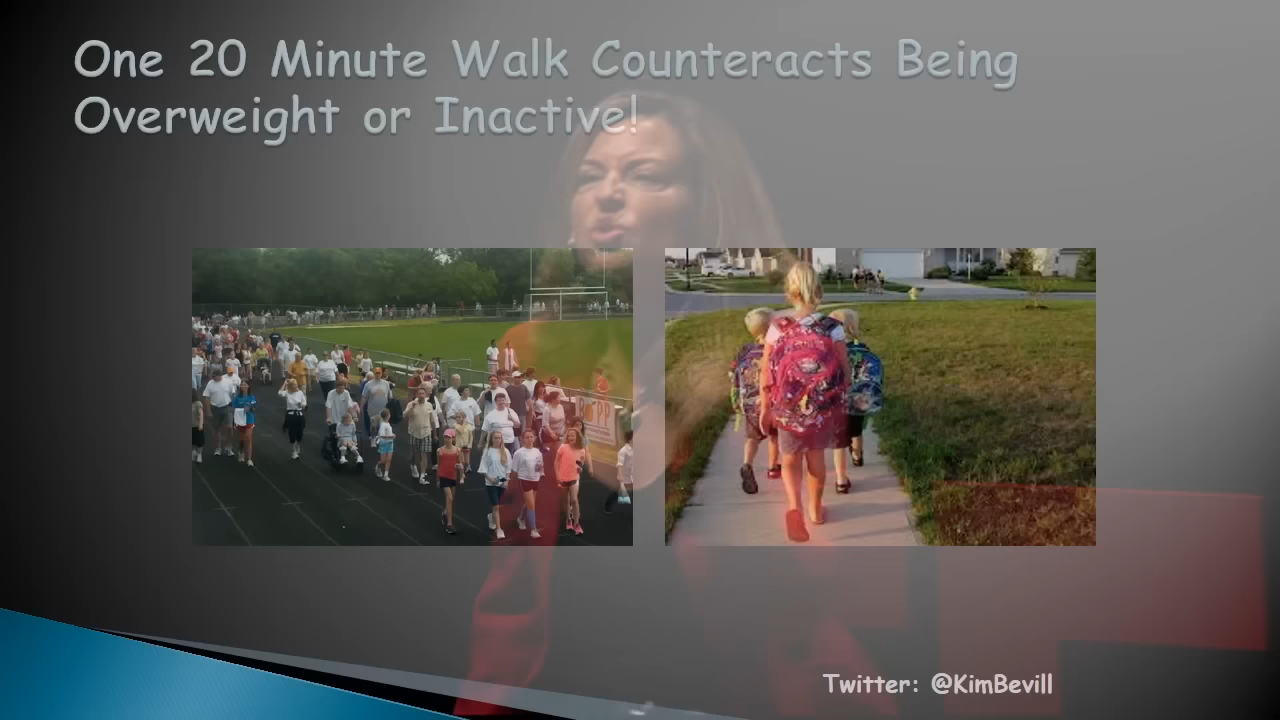 One 20 Minute Walk Counteracts Being
Overweight or Inactive!
Twitter: @KimBevill